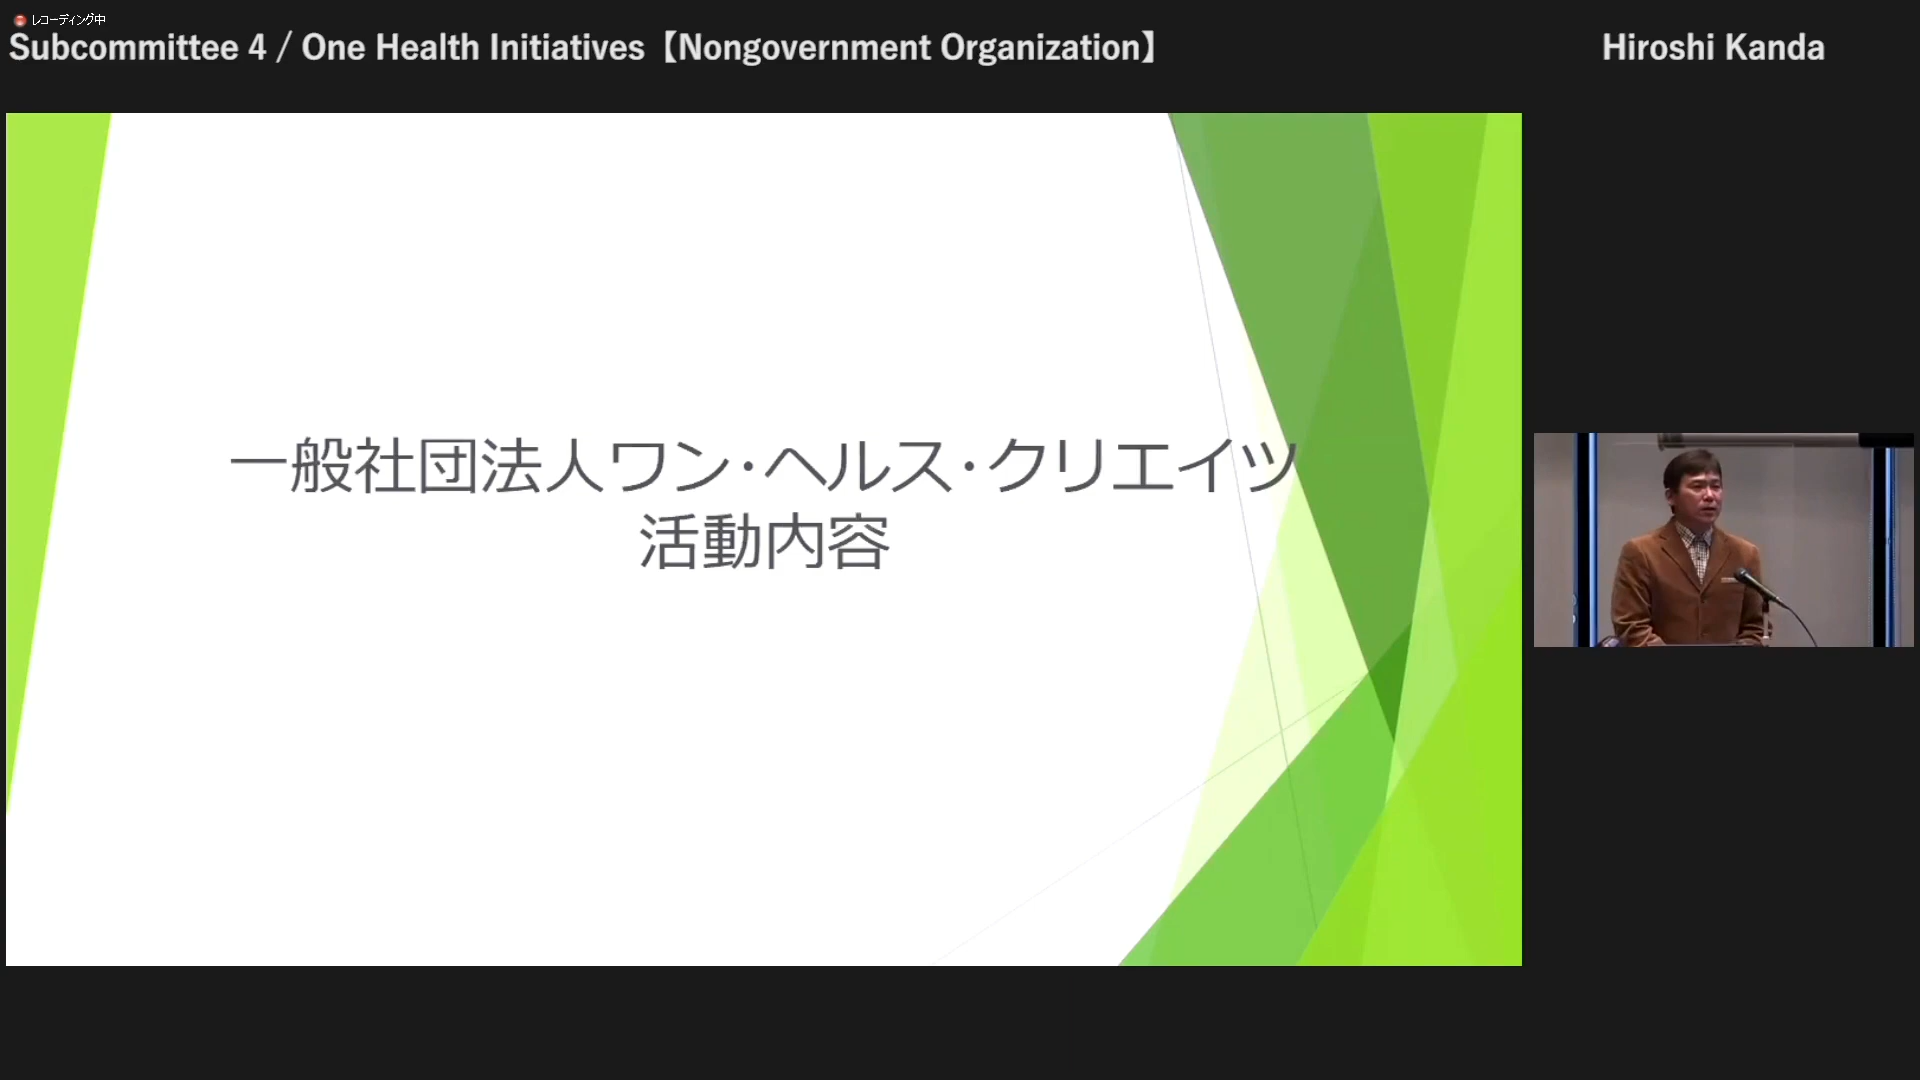 レコーディング中
Subcommittee 4 / One Health Initiatives【Nongovernment Organization】
Hiroshi Kanda
一般社団法人ワン・ヘルス・クリエイツ
活動内容